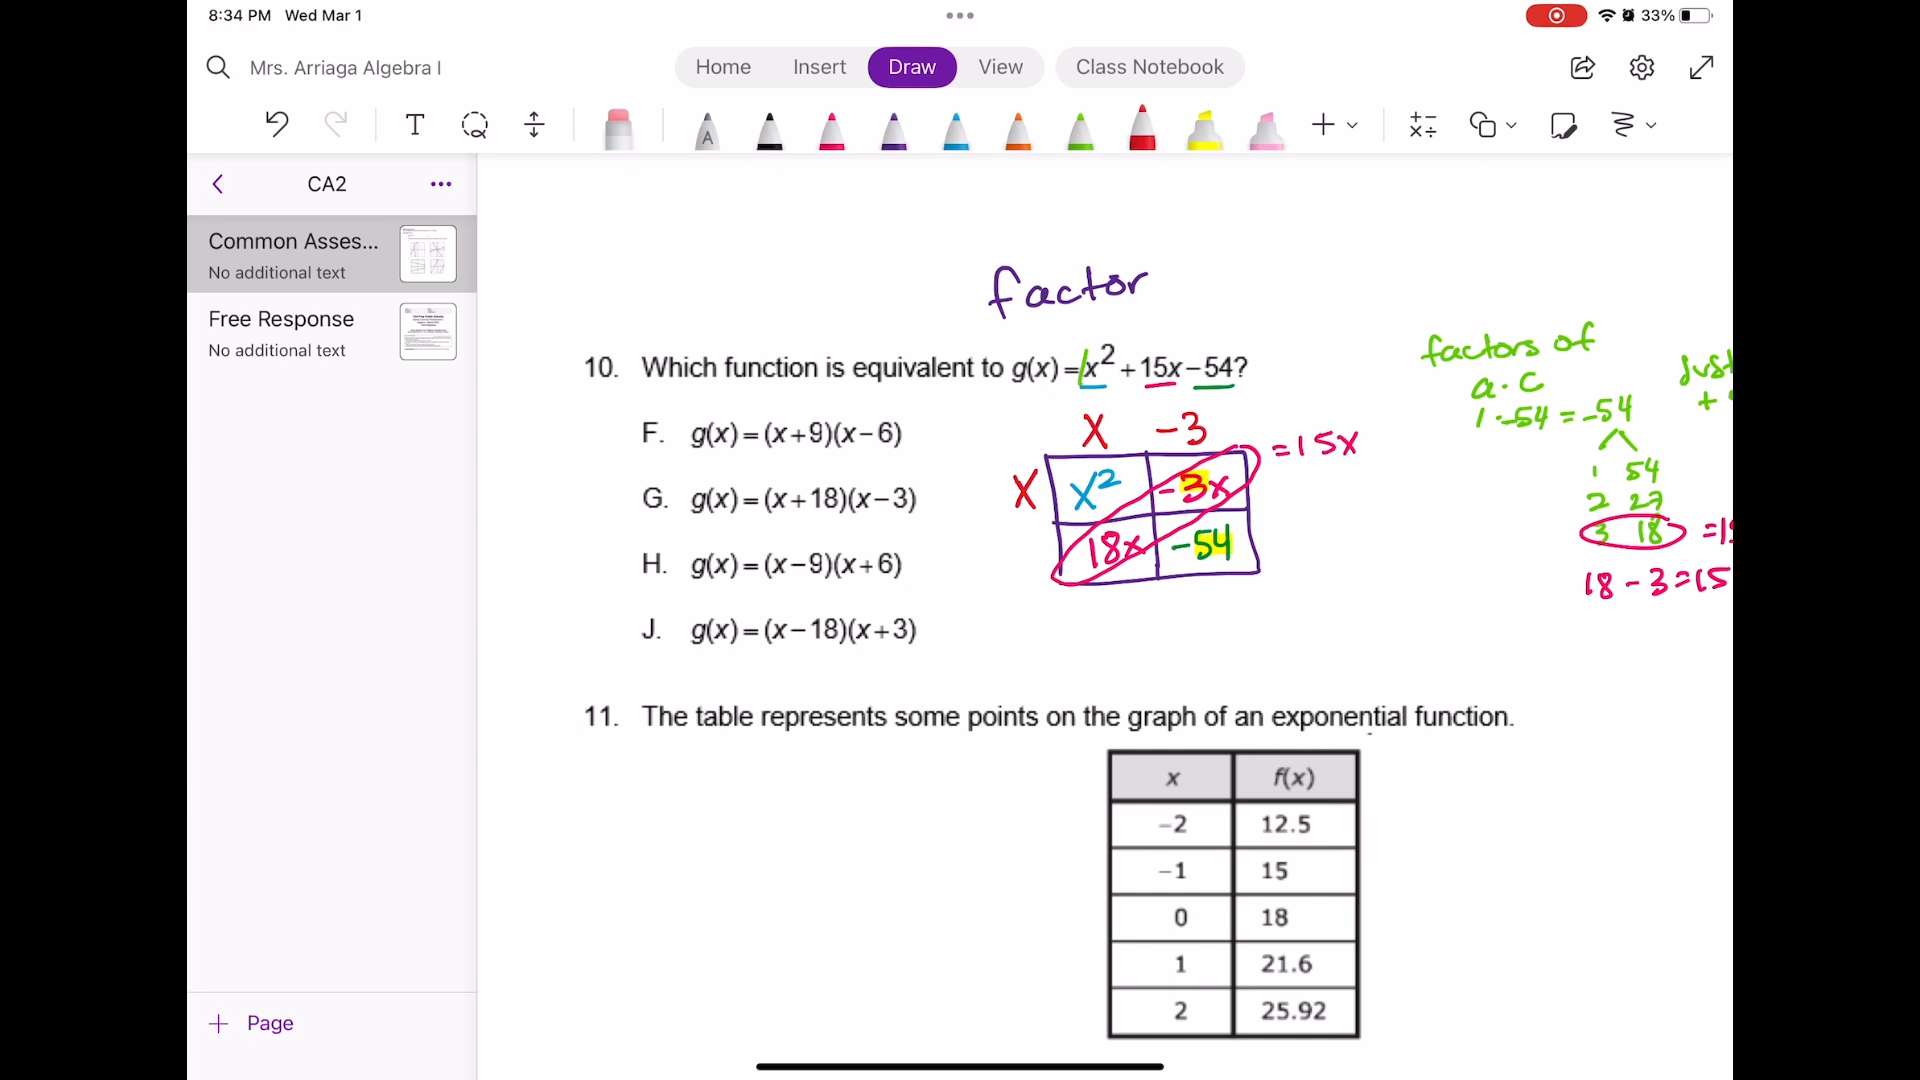 8:34 PM Wed Mar 1
33%
Mrs. Arriaga Algebra I
Home Insert Draw View Class Notebook
T
A
CA2
Common Asses...
No additional text
Free Response
No additional text
Page
factor
10. Which function is equivalent to g(x) = x² + 15x – 54?
F. g(x) = (x + 9)(x – 6)
G. g(x) = (x + 18)(x – 3)
H. g(x) = (x – 9)(x + 6)
J. g(x) = (x – 18)(x + 3)
x -3
x x² -3x =15x
18x -54
factors of
a·c
1·-54 = -54
1 54
2 27
3 18
18 - 3 = 15
11. The table represents some points on the graph of an exponential function.
x f(x)
–2 12.5
–1 15
0 18
1 21.6
2 25.92